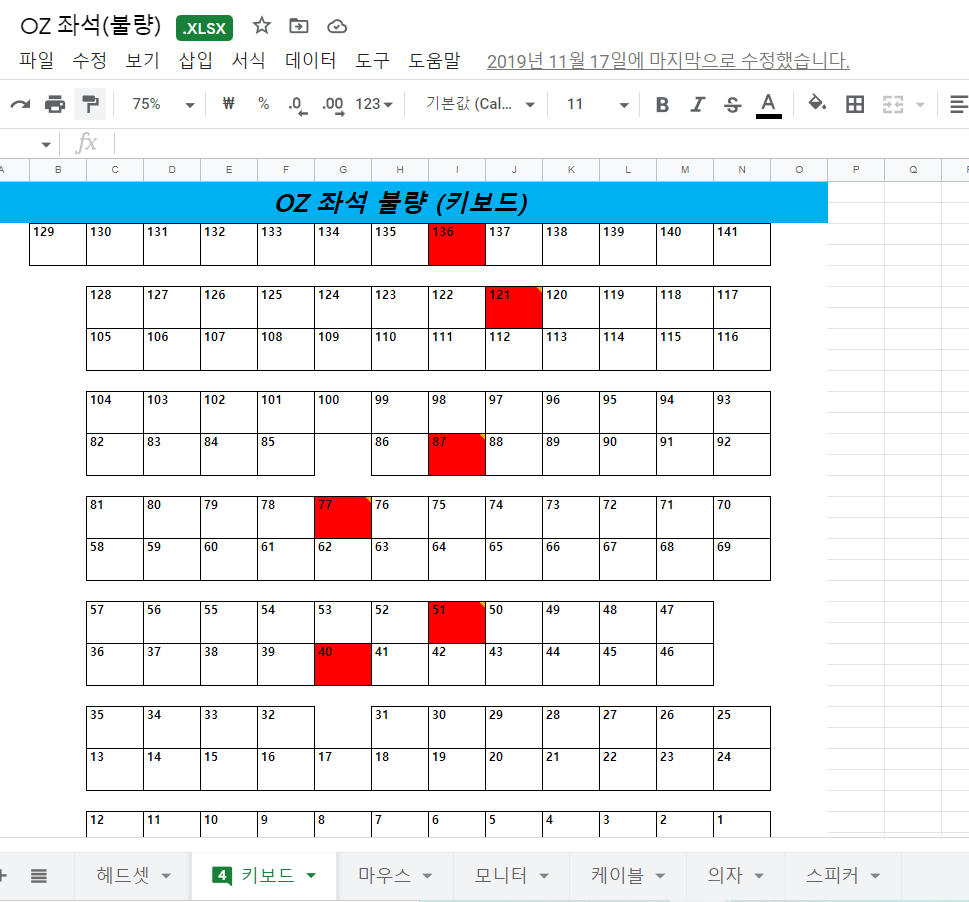 OZ 좌석(불량) .XLSX
파일 수정 보기 삽입 서식 데이터 도구 도움말 2019년 11월 17일에 마지막으로 수정했습니다.
75% ₩ % .0 .00 123 기본값 (Cal... 11 B I S A
fx
A B C D E F G H I J K L M N O P Q
OZ 좌석 불량 (키보드)
129 130 131 132 133 134 135 136 137 138 139 140 141
128 127 126 125 124 123 122 121 120 119 118 117
105 106 107 108 109 110 111 112 113 114 115 116
104 103 102 101 100 99 98 97 96 95 94 93
82 83 84 85 86 87 88 89 90 91 92
81 80 79 78 77 76 75 74 73 72 71 70
58 59 60 61 62 63 64 65 66 67 68 69
57 56 55 54 53 52 51 50 49 48 47
36 37 38 39 40 41 42 43 44 45 46
35 34 33 32 31 30 29 28 27 26 25
13 14 15 16 17 18 19 20 21 22 23 24
12 11 10 9 8 7 6 5 4 3 2 1
헤드셋 4 키보드 마우스 모니터 케이블 의자 스피커